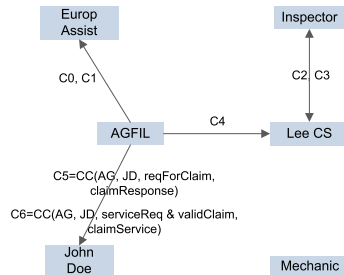 Europ
Assist
Inspector
C0, C1
C2, C3
AGFIL
C4
Lee CS
C5=CC(AG, JD, reqForClaim,
claimResponse)
C6=CC(AG, JD, serviceReq & validClaim,
claimService)
John
Doe
Mechanic